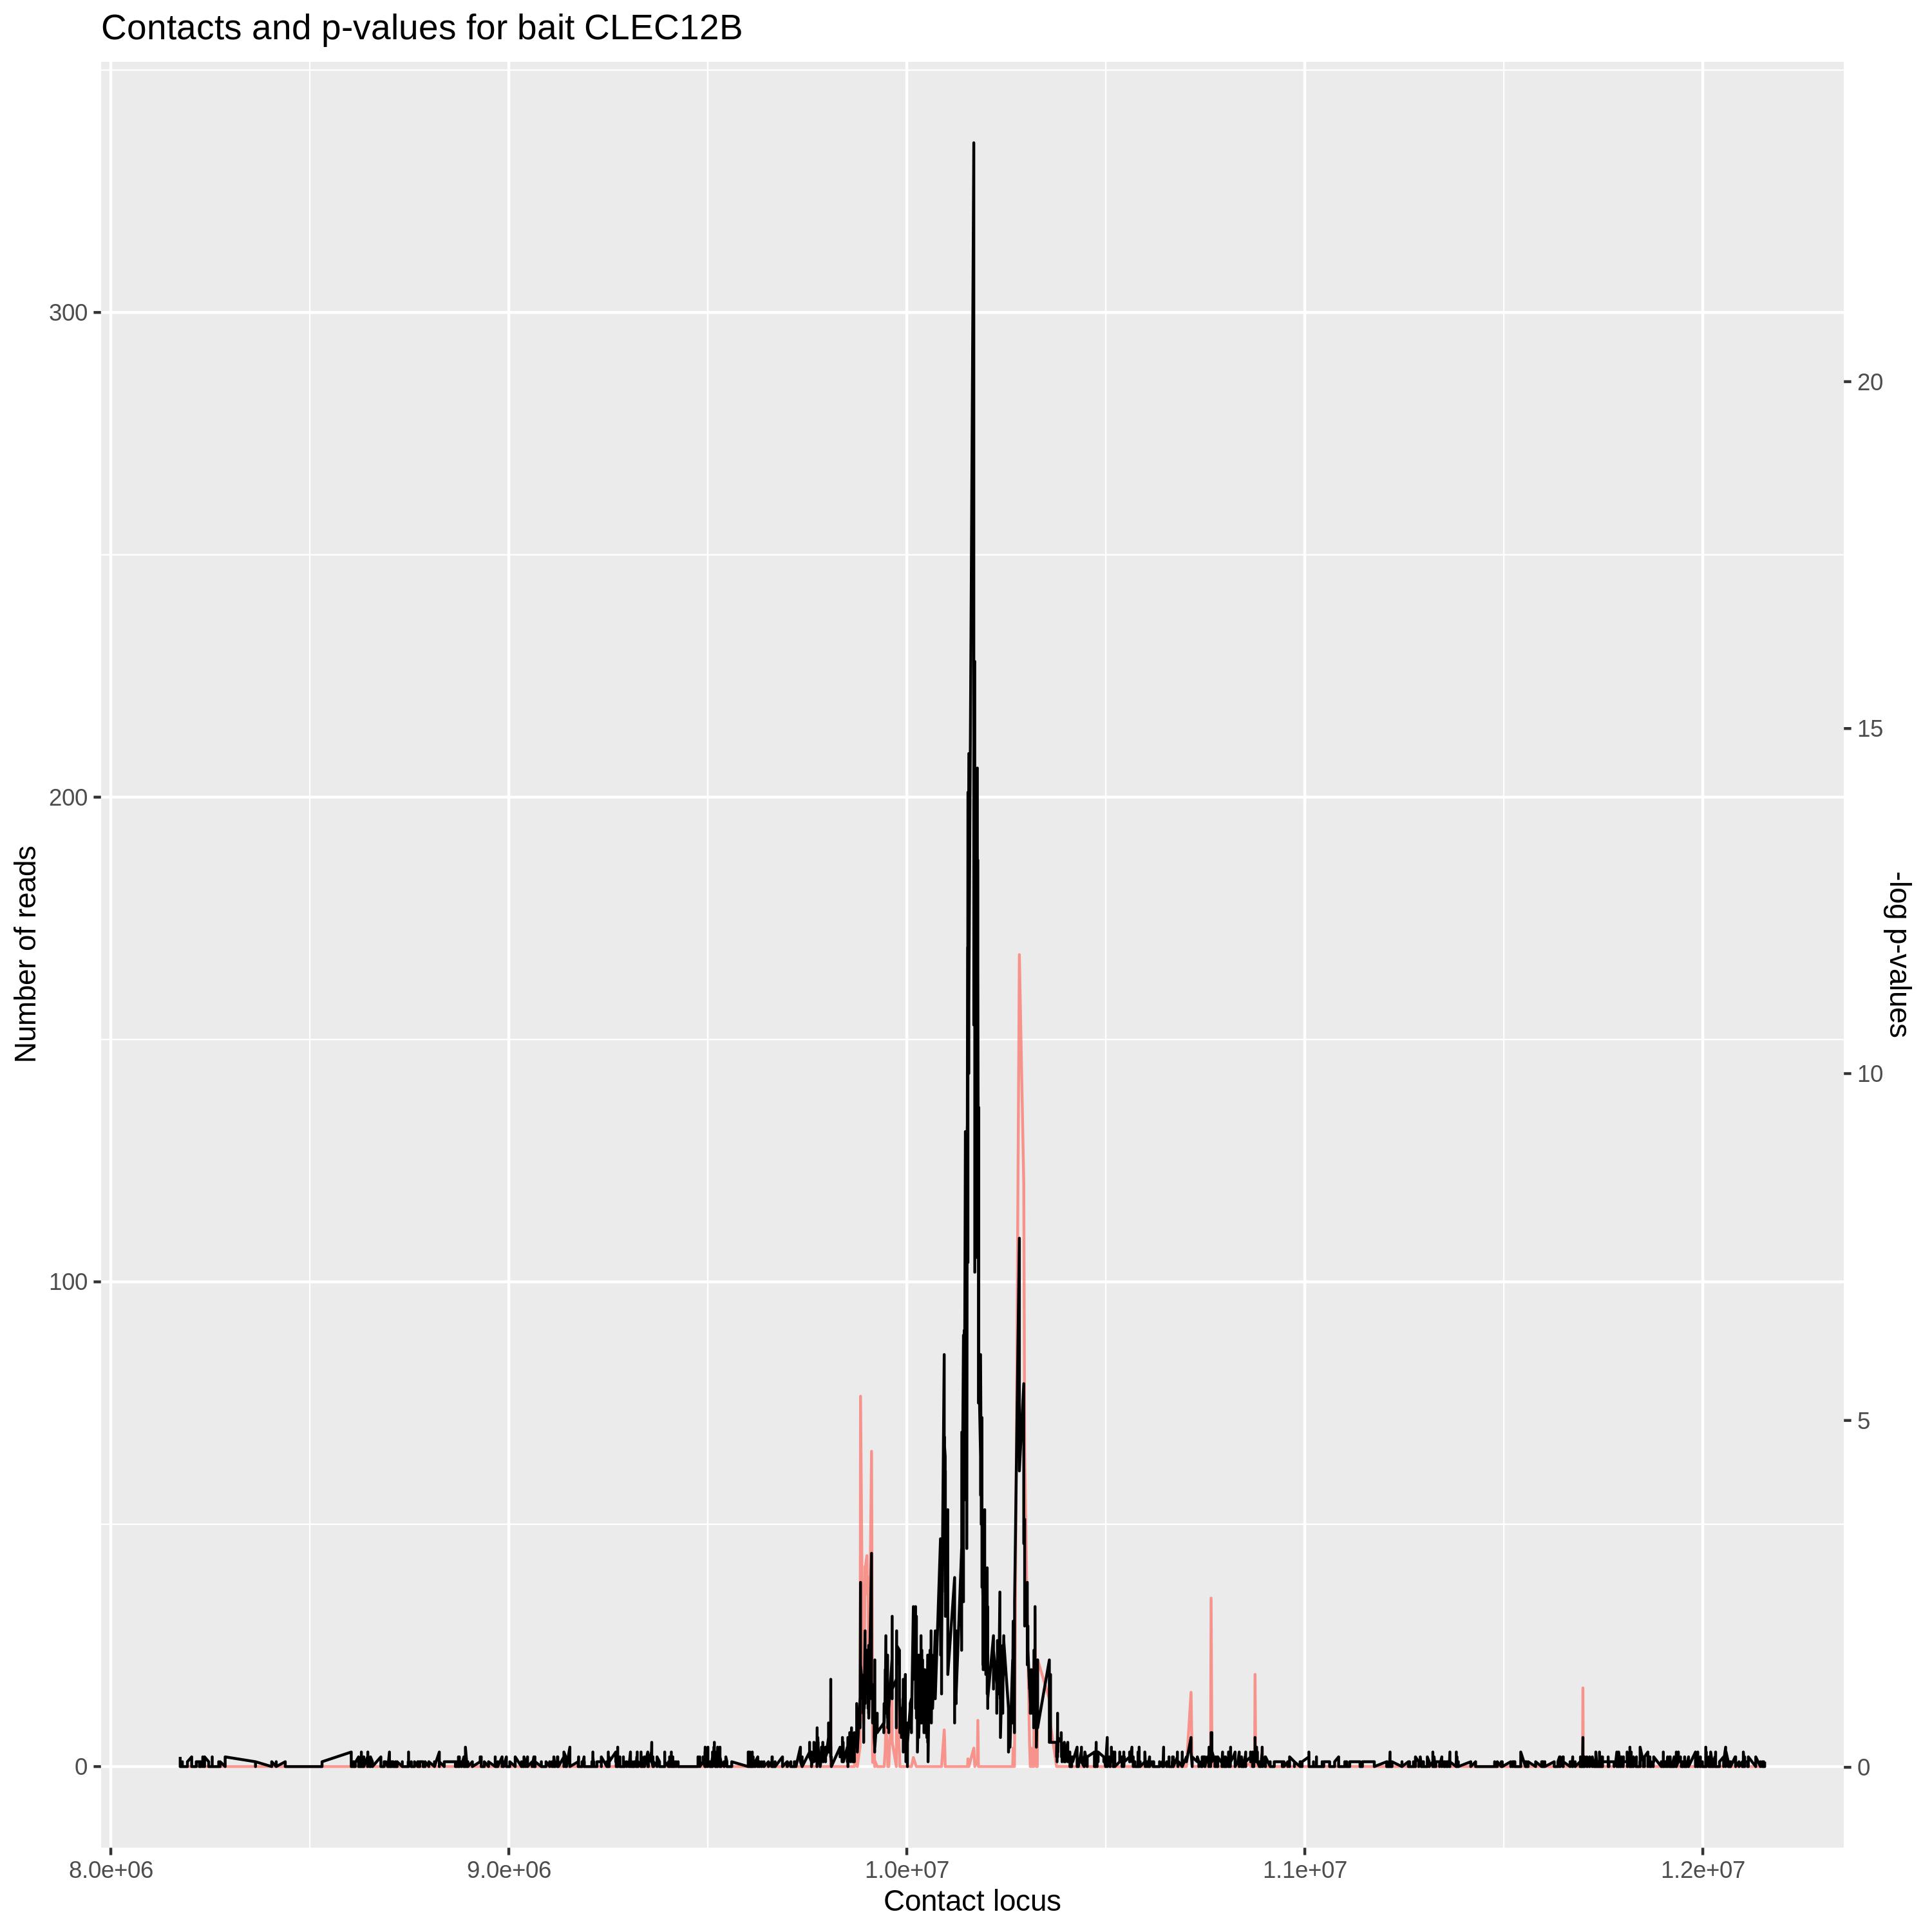 Contacts and p-values for bait CLEC12B
Number of reads
300
200
100
0
20
15
10
5
0
-log p-values
8.0e+06
9.0e+06
1.0e+07
1.1e+07
1.2e+07
Contact locus